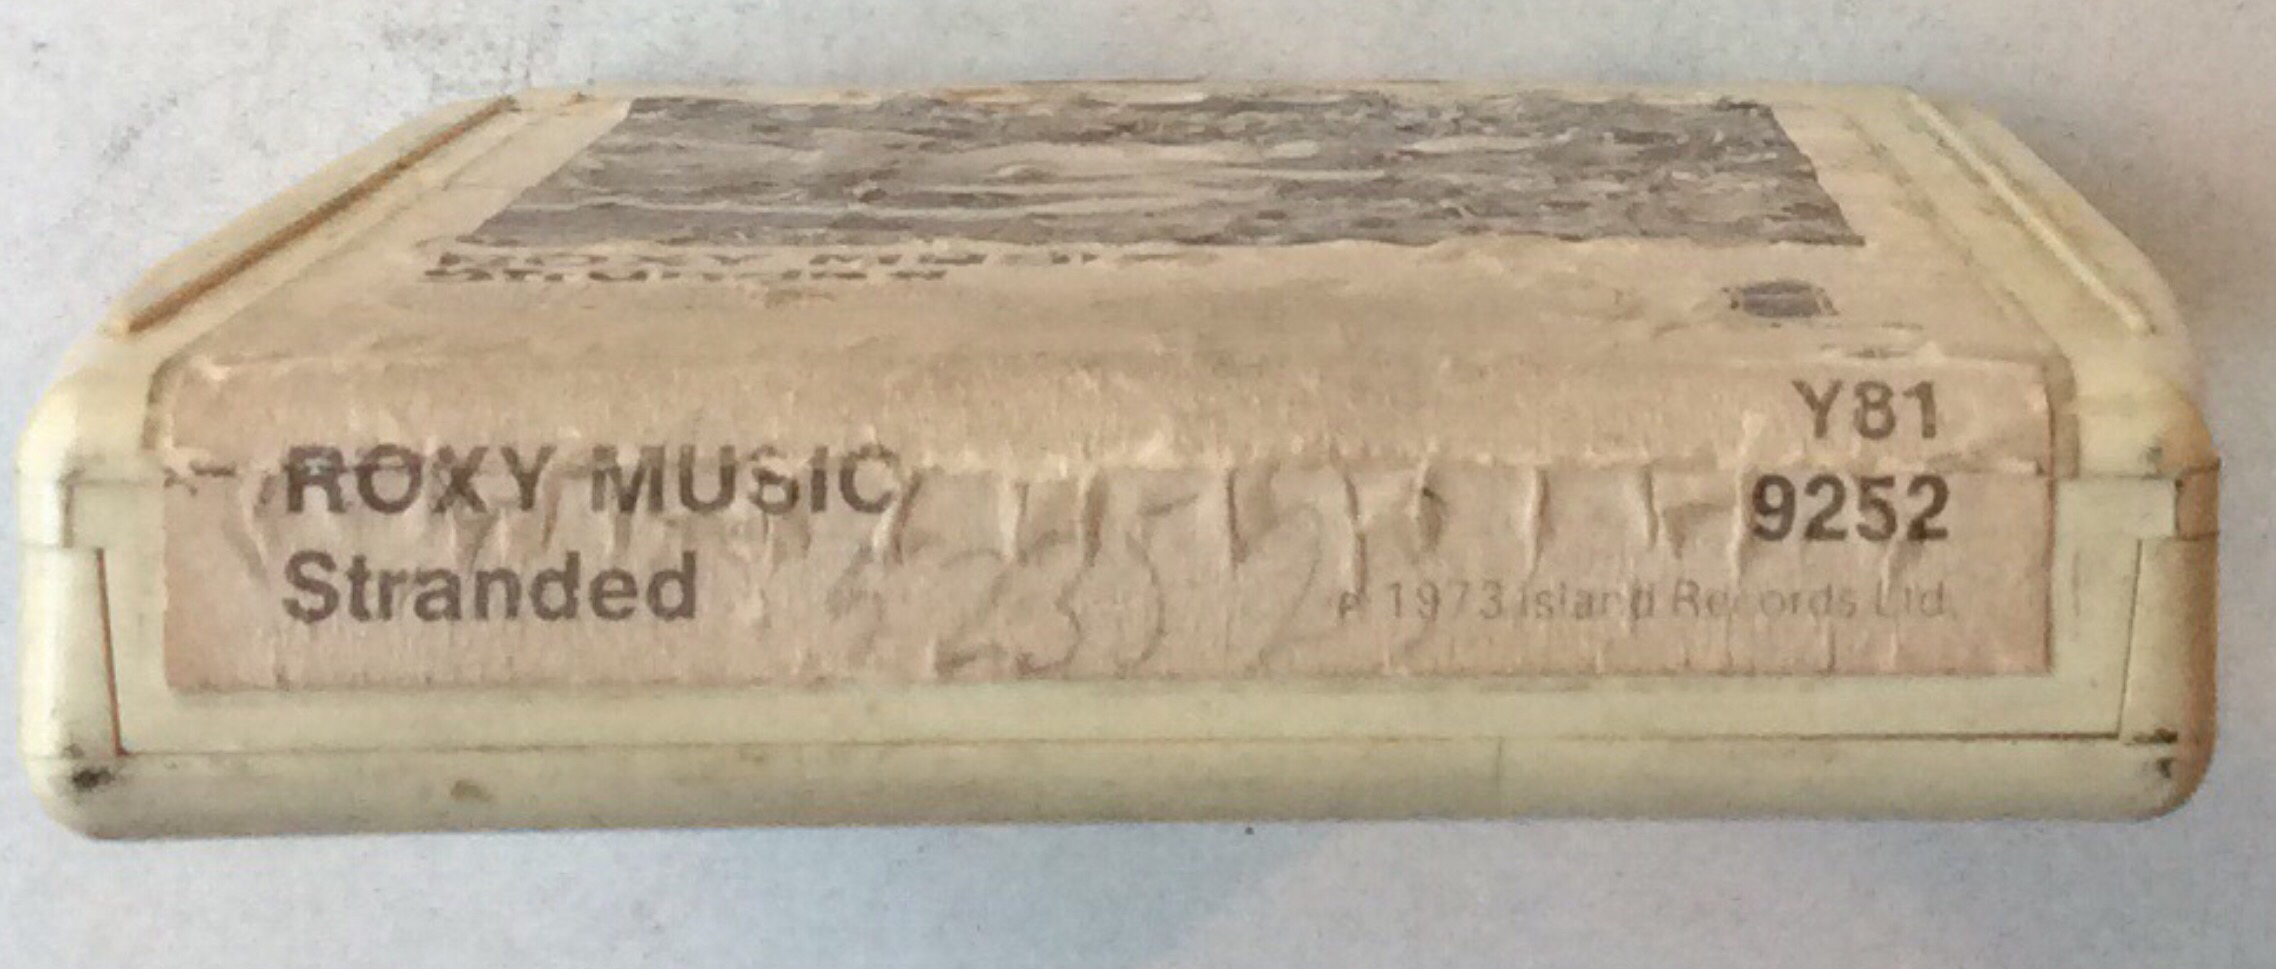 ROXY MUSIC
Stranded
Y81
9252
℗ 1973 Island Records Ltd.